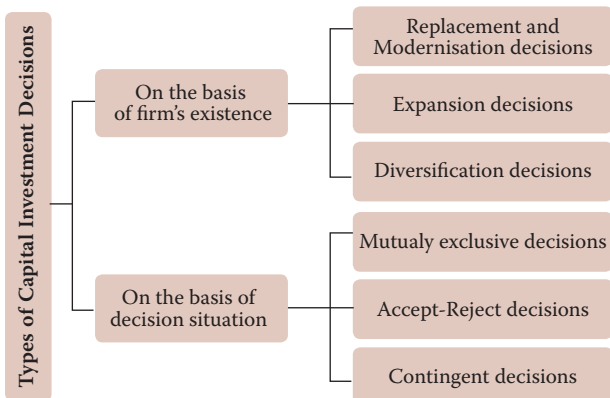 Types of Capital Investment Decisions
On the basis
of firm's existence
Replacement and
Modernisation decisions
Expansion decisions
Diversification decisions
On the basis of
decision situation
Mutualy exclusive decisions
Accept-Reject decisions
Contingent decisions